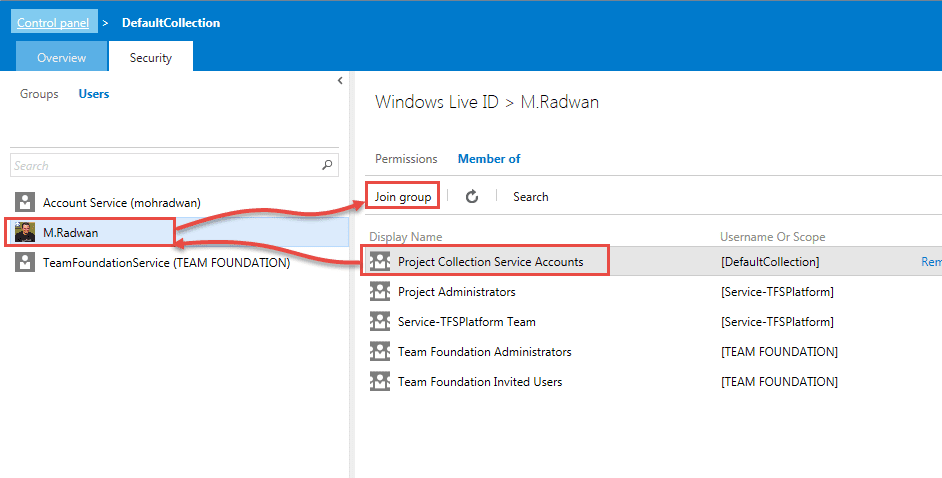 Control panel > DefaultCollection
Overview Security
Groups Users
Search
Account Service (mohradwan)
M.Radwan
TeamFoundationService (TEAM FOUNDATION)
Windows Live ID > M.Radwan
Permissions Member of
Join group Search
Display Name Username Or Scope
Project Collection Service Accounts [DefaultCollection] Rem
Project Administrators [Service-TFSPlatform]
Service-TFSPlatform Team [Service-TFSPlatform]
Team Foundation Administrators [TEAM FOUNDATION]
Team Foundation Invited Users [TEAM FOUNDATION]